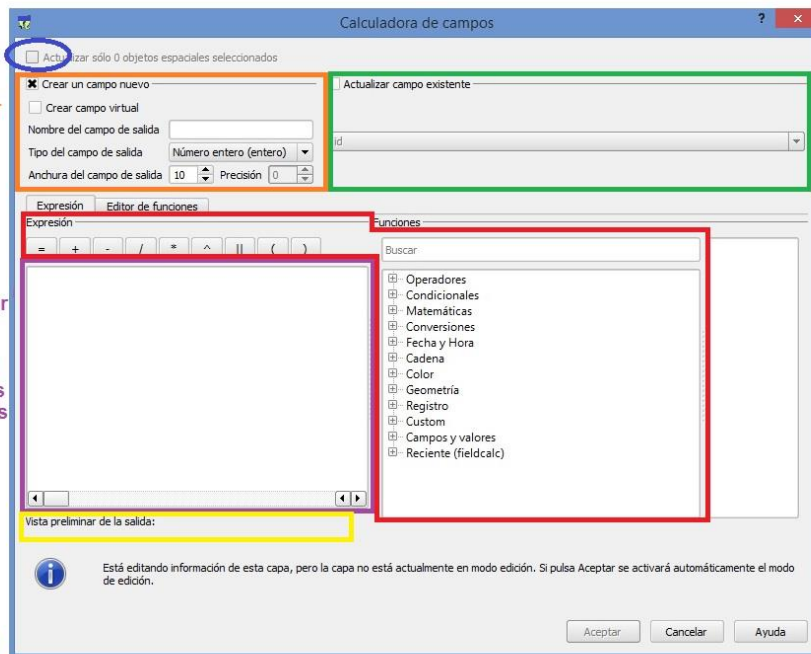 Calculadora de campos
Actualizar sólo 0 objetos espaciales seleccionados
Crear un campo nuevo
Actualizar campo existente
Crear campo virtual
Nombre del campo de salida
id
Tipo del campo de salida Número entero (entero)
Anchura del campo de salida 10 Precisión 0
Expresión Editor de funciones
Expresión
Funciones
= + - / * ^ || ( )
Buscar
Operadores
Condicionales
Matemáticas
Conversiones
Fecha y Hora
Cadena
Color
Geometría
Registro
Custom
Campos y valores
Reciente (fieldcalc)
r
s
s
Vista preliminar de la salida:
Está editando información de esta capa, pero la capa no está actualmente en modo edición. Si pulsa Aceptar se activará automáticamente el modo
de edición.
Aceptar Cancelar Ayuda